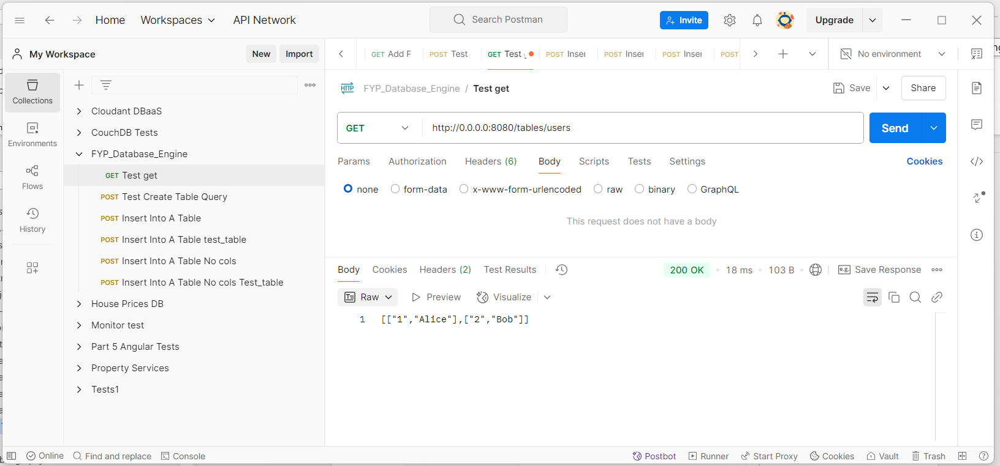 Home Workspaces API Network Search Postman Invite Upgrade
My Workspace New Import
GET Add F POST Test GET Test POST Inser POST Inser POST Inser POST No environment
Collections
Environments
Flows
History
Cloudant DBaaS
CouchDB Tests
FYP_Database_Engine
GET Test get
POST Test Create Table Query
POST Insert Into A Table
POST Insert Into A Table test_table
POST Insert Into A Table No cols
POST Insert Into A Table No cols Test_table
House Prices DB
Monitor test
Part 5 Angular Tests
Property Services
Tests1
HTTP FYP_Database_Engine / Test get Save Share
GET http://0.0.0.0:8080/tables/users Send
Params Authorization Headers (6) Body Scripts Tests Settings Cookies
none form-data x-www-form-urlencoded raw binary GraphQL
This request does not have a body
Body Cookies Headers (2) Test Results 200 OK • 18 ms • 103 B • e.g. Save Response
Raw Preview Visualize
1 [["1","Alice"],["2","Bob"]]
Online Find and replace Console Postbot Runner Start Proxy Cookies Vault Trash